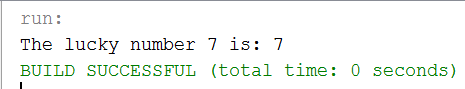 run:
The lucky number 7 is: 7
BUILD SUCCESSFUL (total time: 0 seconds)